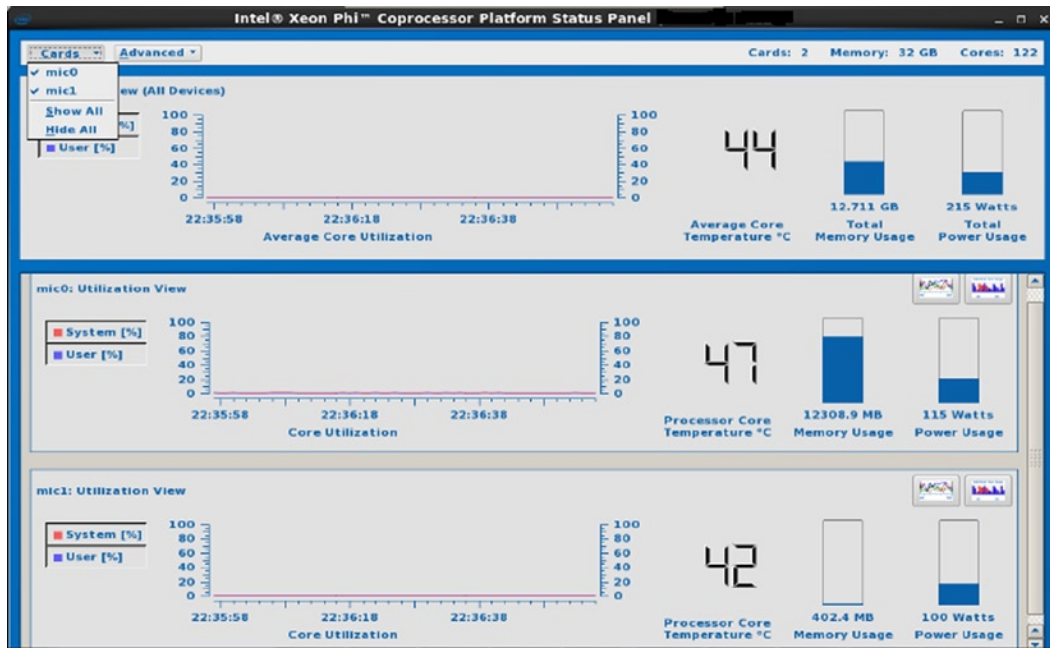 Intel® Xeon Phi™ Coprocessor Platform Status Panel
Cards Advanced Cards: 2 Memory: 32 GB Cores: 122
mic0
mic1
Show All
Hide All
ew (All Devices)
%]
User [%]
100
80
60
40
20
0
100
80
60
40
20
0
22:35:58 22:36:18 22:36:38
Average Core Utilization
44
Average Core
Temperature °C
12.711 GB
Total
Memory Usage
215 Watts
Total
Power Usage
mic0: Utilization View
System [%]
User [%]
100
80
60
40
20
0
100
80
60
40
20
0
22:35:58 22:36:18 22:36:38
Core Utilization
47
Processor Core
Temperature °C
12308.9 MB
Memory Usage
115 Watts
Power Usage
mic1: Utilization View
System [%]
User [%]
100
80
60
40
20
0
100
80
60
40
20
0
22:35:58 22:36:18 22:36:38
Core Utilization
42
Processor Core
Temperature °C
402.4 MB
Memory Usage
100 Watts
Power Usage